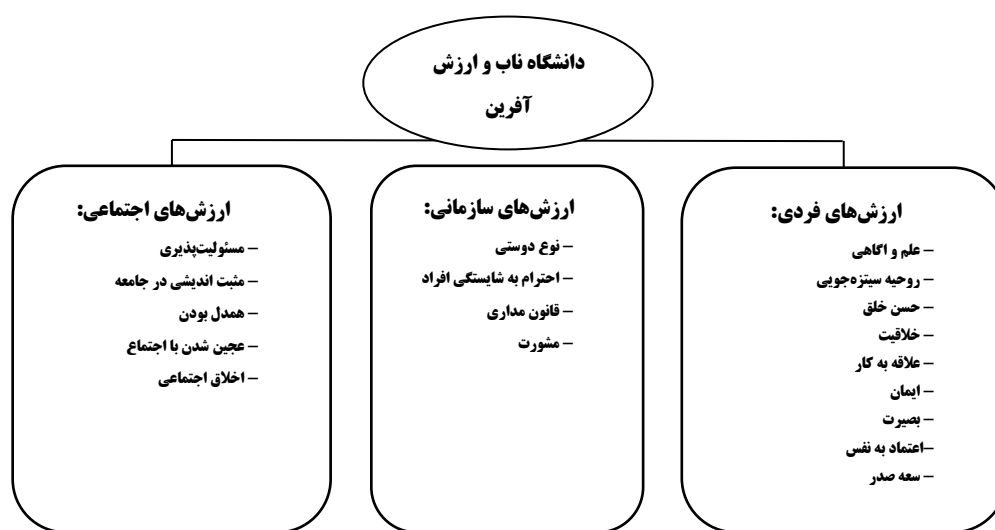 دانشگاه ناب و ارزش
آفرین
ارزش‌های فردی:
– علم و اگاهی
– روحیه سیتزه‌جویی
– حسن خلق
– خلاقیت
– علاقه به کار
– ایمان
– بصیرت
–اعتماد به نفس
– سعه صدر
ارزش‌های سازمانی:
– نوع دوستی
– احترام به شایستگی افراد
– قانون مداری
– مشورت
ارزش‌های اجتماعی:
– مسئولیت‌پذیری
– مثبت اندیشی در جامعه
– همدل بودن
– عجین شدن با اجتماع
– اخلاق اجتماعی